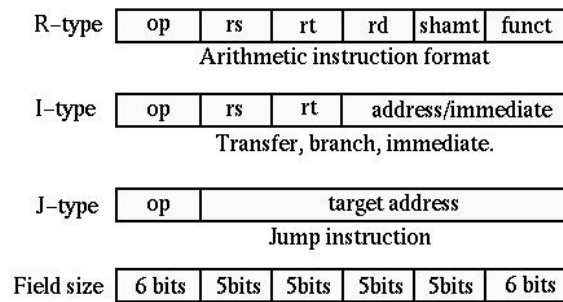 R–type op rs rt rd shamt funct
Arithmetic instruction format
I–type op rs rt address/immediate
Transfer, branch, immediate.
J–type op target address
Jump instruction
Field size 6 bits 5bits 5bits 5bits 5bits 6 bits